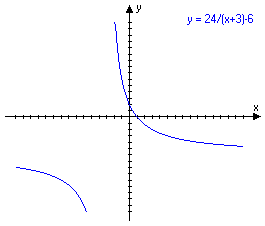 y
y = 24/(x+3)-6
x